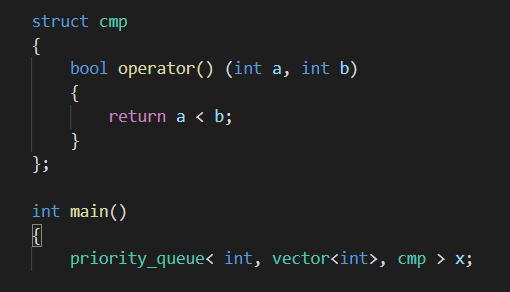 struct cmp
{
bool operator() (int a, int b)
{
return a < b;
}
};
int main()
{
priority_queue< int, vector<int>, cmp > x;